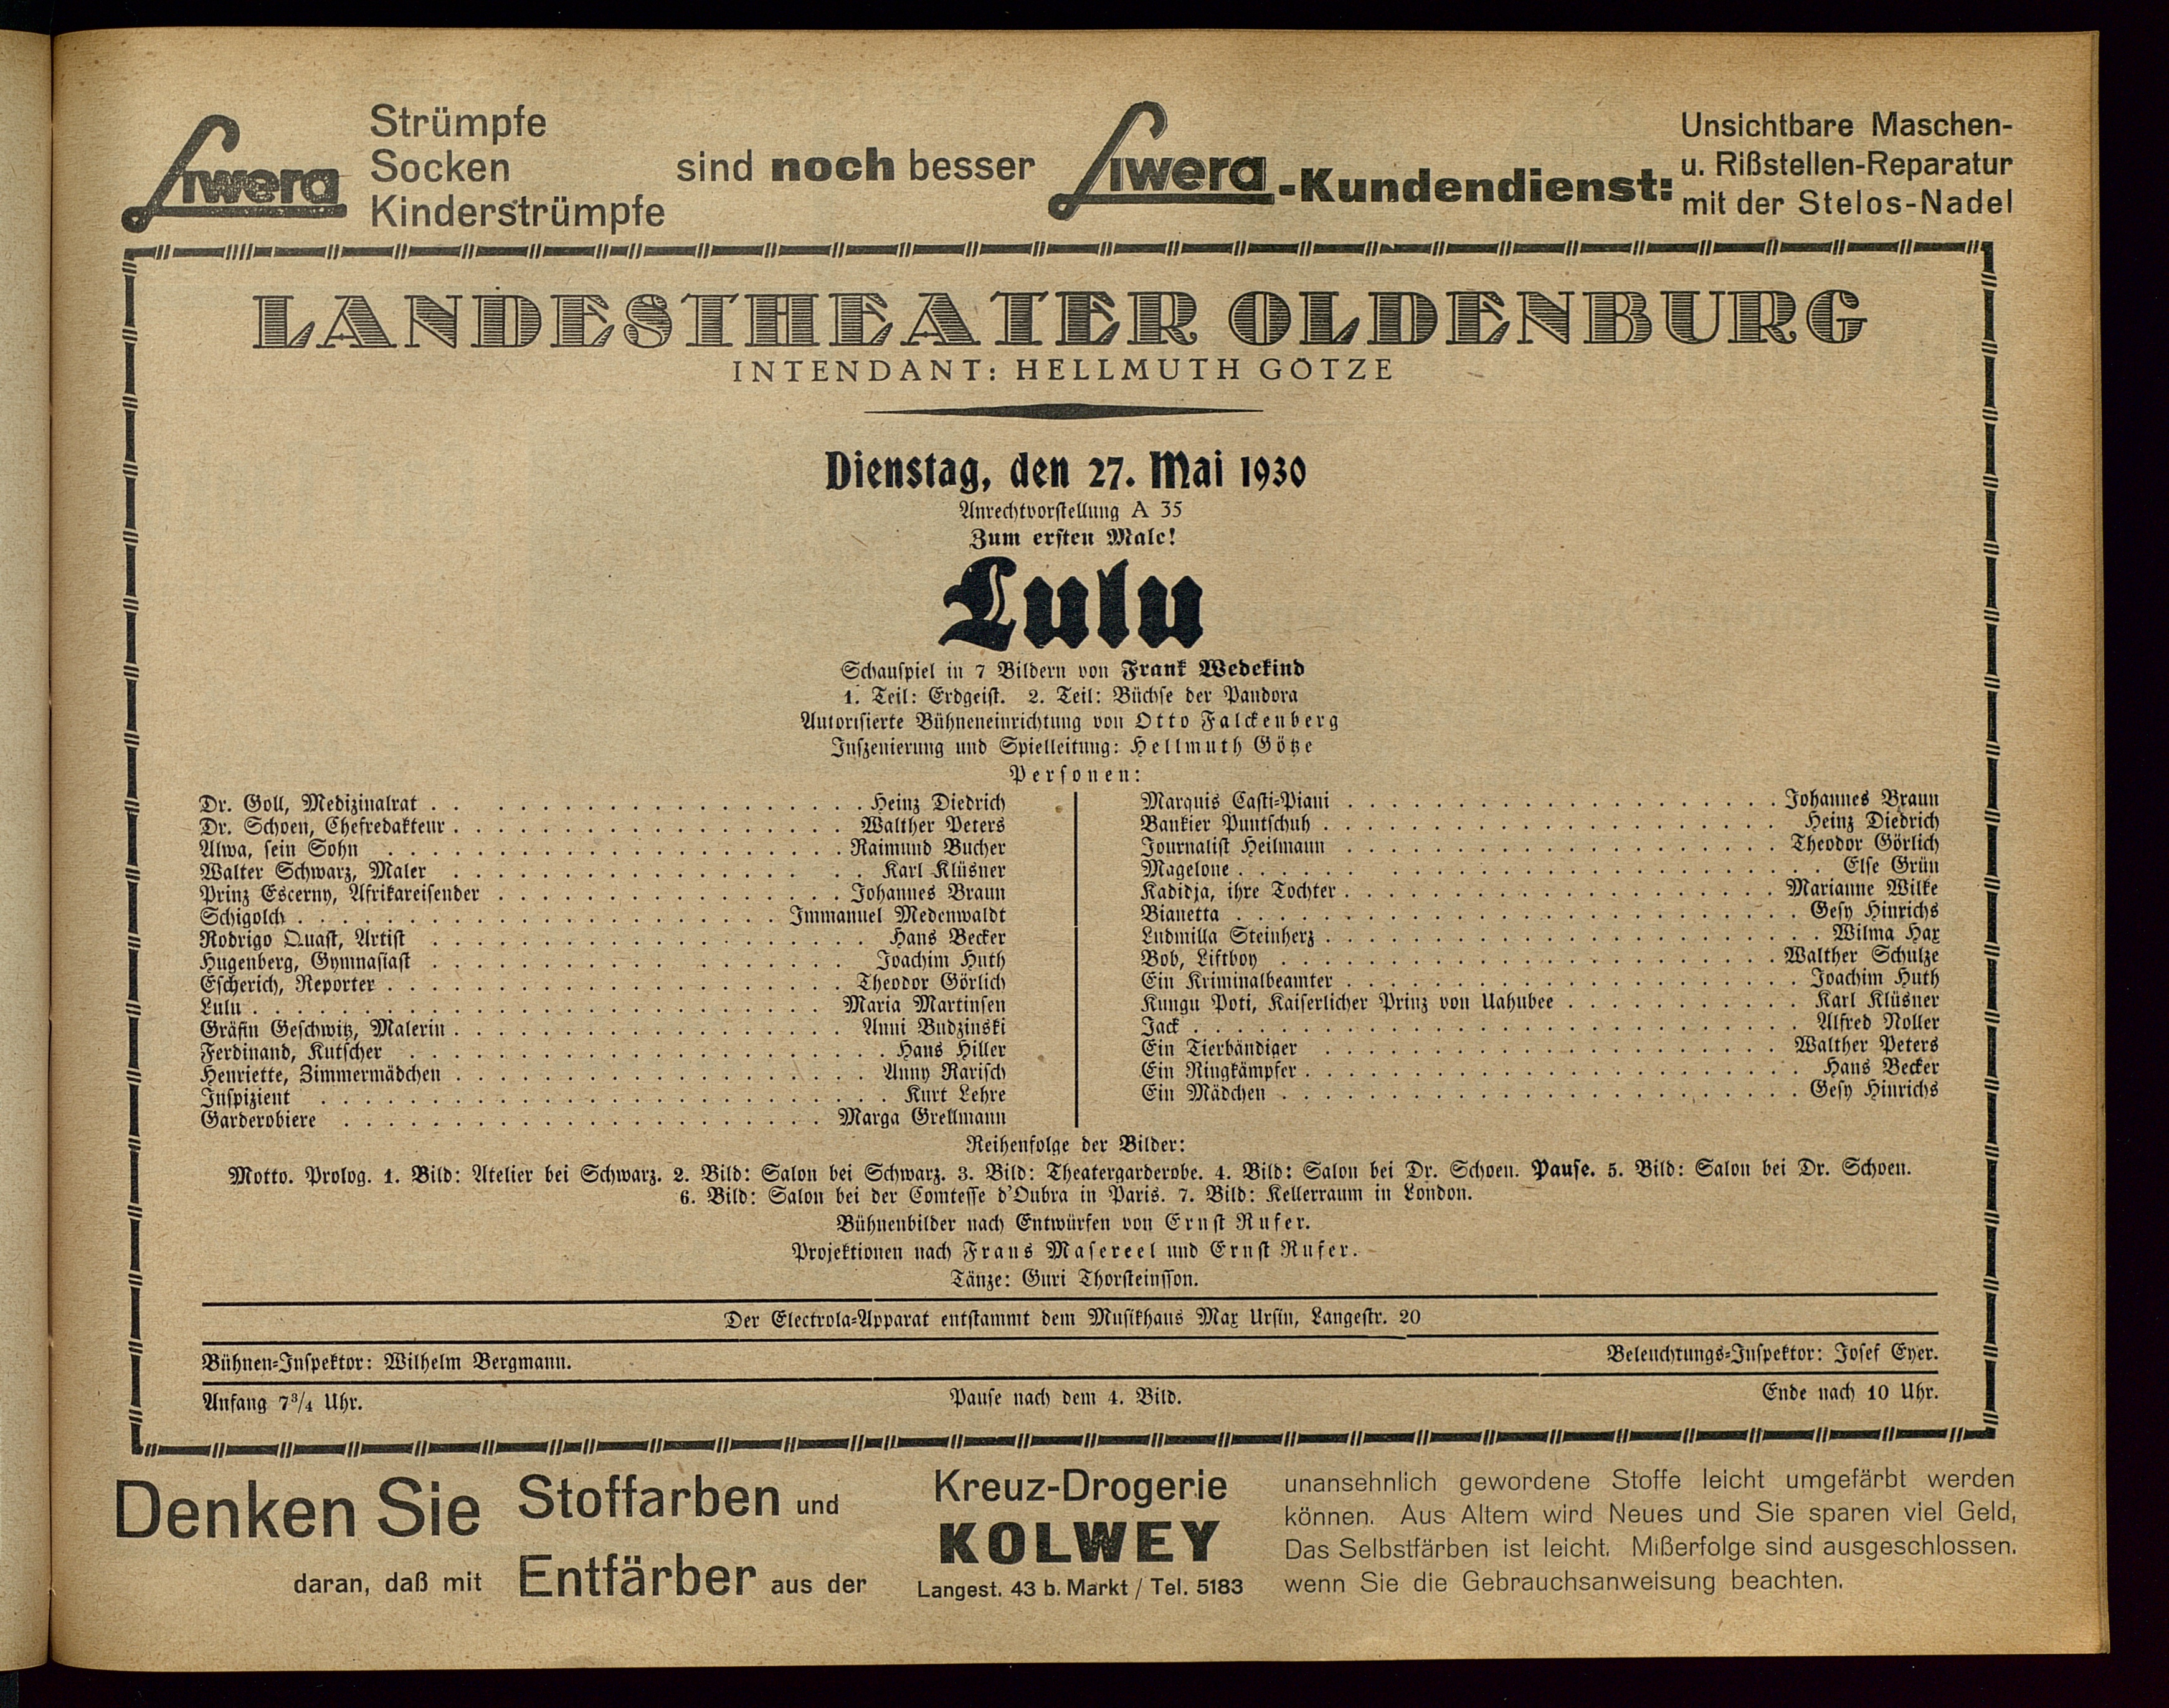 Siwera Strümpfe
Socken
Kinderstrümpfe
sind noch besser
Siwera-Kundendienst:
Unsichtbare Maschen-
u. Rißstellen-Reparatur
mit der Stelos-Nadel
LANDESTHEATER OLDENBURG
INTENDANT: HELLMUTH GÖTZE
Dienstag, den 27. Mai 1930
Anrechtvorstellung A 35
Zum ersten Male!
Lulu
Schauspiel in 7 Bildern von Frank Wedekind
1. Teil: Erdgeist. 2. Teil: Büchse der Pandora
Autorisierte Bühneneinrichtung von Otto Falckenberg
Inszenierung und Spielleitung: Hellmuth Götze
Personen:
Dr. Goll, Medizinalrat . . . Heinz Diedrich
Dr. Schoen, Chefredakteur . . . Walther Peters
Alwa, sein Sohn . . . Raimund Bucher
Walter Schwarz, Maler . . . Karl Klüsner
Prinz Escerny, Afrikareisender . . . Johannes Braun
Schigolch . . . Immanuel Medenwaldt
Rodrigo Quast, Artist . . . Hans Becker
Hugenberg, Gymnasiast . . . Joachim Huth
Escherich, Reporter . . . Theodor Görlich
Lulu . . . Maria Martinsen
Gräfin Geschwitz, Malerin . . . Anni Budzinski
Ferdinand, Kutscher . . . Hans Hiller
Henriette, Zimmermädchen . . . Anny Rarisch
Inspizient . . . Kurt Lehre
Garderobiere . . . Marga Grellmann
Marquis Casti-Piani . . . Johannes Braun
Bankier Puntschuh . . . Heinz Diedrich
Journalist Heilmann . . . Theodor Görlich
Magelone . . . Else Grün
Kadidja, ihre Tochter . . . Marianne Wilke
Bianetta . . . Gesy Hinrichs
Ludmilla Steinherz . . . Wilma Hax
Bob, Liftboy . . . Walther Schulze
Ein Kriminalbeamter . . . Joachim Huth
Kungu Poti, Kaiserlicher Prinz von Uahubee . . . Karl Klüsner
Jack . . . Alfred Noller
Ein Tierbändiger . . . Walther Peters
Ein Ringkämpfer . . . Hans Becker
Ein Mädchen . . . Gesy Hinrichs
Reihenfolge der Bilder:
Motto. Prolog. 1. Bild: Atelier bei Schwarz. 2. Bild: Salon bei Schwarz. 3. Bild: Theatergarderobe. 4. Bild: Salon bei Dr. Schoen. Pause. 5. Bild: Salon bei Dr. Schoen.
6. Bild: Salon bei der Comtesse d'Oubra in Paris. 7. Bild: Kellerraum in London.
Bühnenbilder nach Entwürfen von Ernst Rufer.
Projektionen nach Frans Masereel und Ernst Rufer.
Tänze: Guri Thorsteinsson.
Der Electrola-Apparat entstammt dem Musikhaus Max Ursin, Langestr. 20
Bühnen-Inspektor: Wilhelm Bergmann. Beleuchtungs-Inspektor: Josef Eyer.
Anfang 7¾ Uhr. Pause nach dem 4. Bild. Ende nach 10 Uhr.
Denken Sie
daran, daß mit
Stoffarben und
Entfärber aus der
Kreuz-Drogerie
KOLWEY
Langest. 43 b. Markt / Tel. 5183
unansehnlich gewordene Stoffe leicht umgefärbt werden
können. Aus Altem wird Neues und Sie sparen viel Geld,
Das Selbstfärben ist leicht. Mißerfolge sind ausgeschlossen.
wenn Sie die Gebrauchsanweisung beachten.